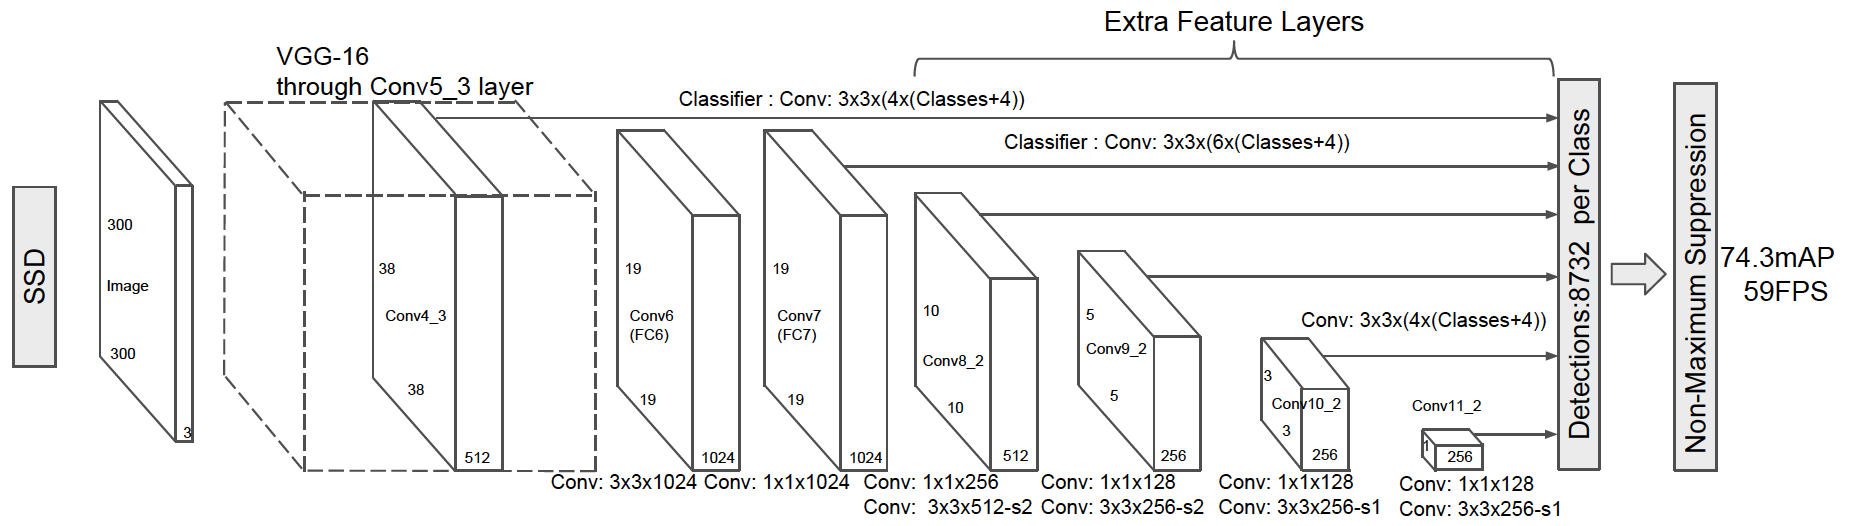 Extra Feature Layers
VGG-16
through Conv5_3 layer
Classifier : Conv: 3x3x(4x(Classes+4))
Classifier : Conv: 3x3x(6x(Classes+4))
SSD
300
Image
300
3
38
Conv4_3
38
512
19
Conv6
(FC6)
19
1024
19
Conv7
(FC7)
19
1024
10
Conv8_2
10
512
5
Conv9_2
5
256
Conv: 3x3x(4x(Classes+4))
3
Conv10_2
3
256
Conv11_2
1
256
Conv: 3x3x1024
Conv: 1x1x1024
Conv: 1x1x256
Conv: 3x3x512-s2
Conv: 1x1x128
Conv: 3x3x256-s2
Conv: 1x1x128
Conv: 3x3x256-s1
Conv: 1x1x128
Conv: 3x3x256-s1
Detections:8732 per Class
Non-Maximum Suppression
74.3mAP
59FPS